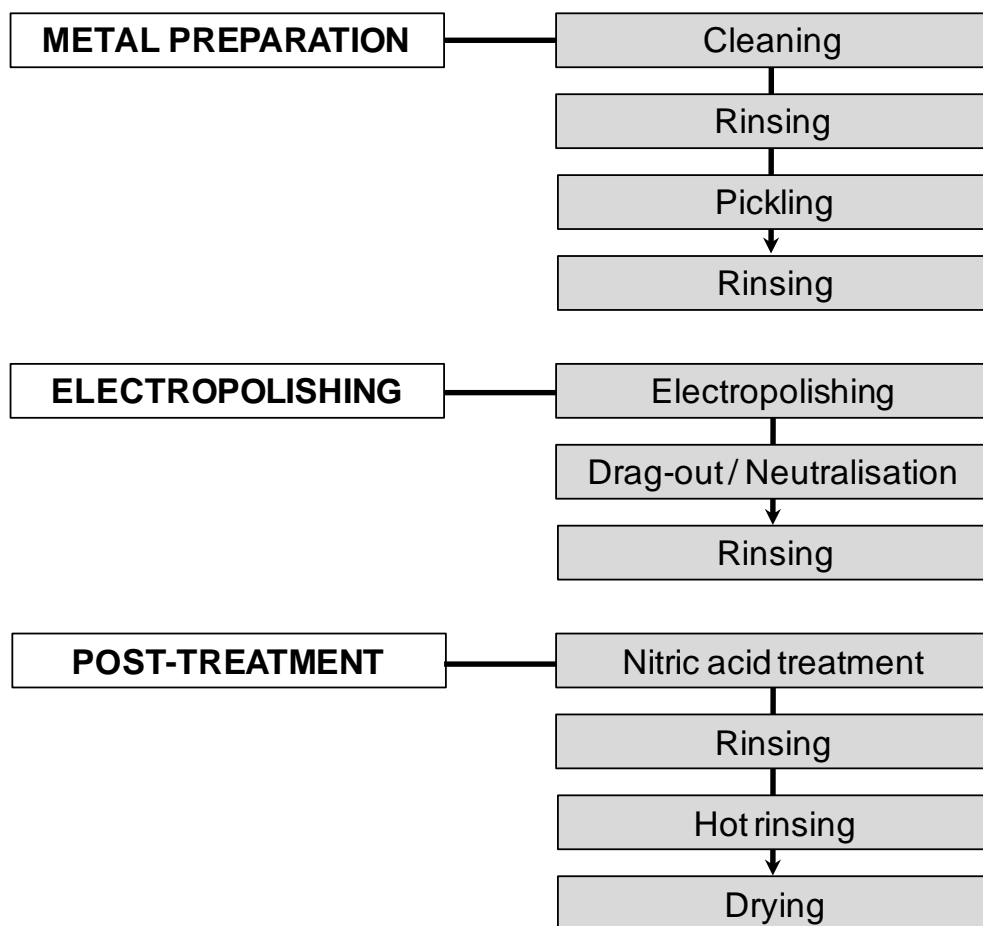 METAL PREPARATION
Cleaning
Rinsing
Pickling
Rinsing
ELECTROPOLISHING
Electropolishing
Drag-out / Neutralisation
Rinsing
POST-TREATMENT
Nitric acid treatment
Rinsing
Hot rinsing
Drying